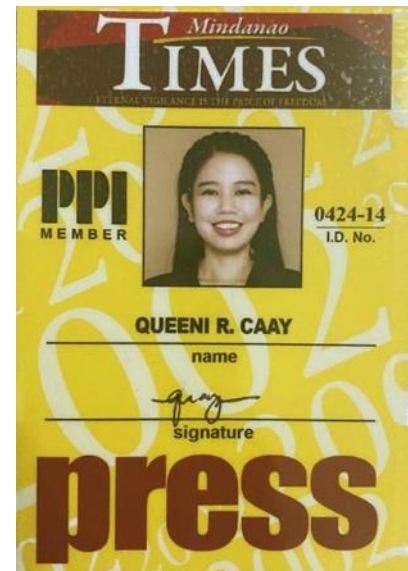 Mindanao
TIMES
ETERNAL VIGILANCE IS THE PRICE OF FREEDOM
PPI
MEMBER
0424-14
I.D. No.
QUEENI R. CAAY
name
signature
press